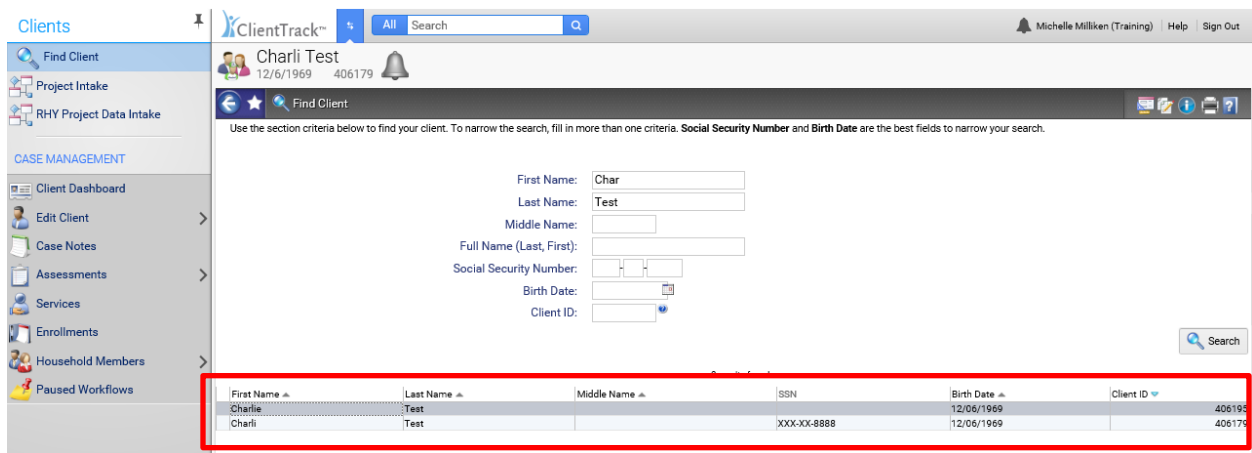 Clients
ClientTrack™
All Search
Michelle Milliken (Training) Help Sign Out
Find Client
Project Intake
RHY Project Data Intake
CASE MANAGEMENT
Client Dashboard
Edit Client
Case Notes
Assessments
Services
Enrollments
Household Members
Paused Workflows
Charli Test
12/6/1969 406179
Find Client
Use the section criteria below to find your client. To narrow the search, fill in more than one criteria. Social Security Number and Birth Date are the best fields to narrow your search.
First Name: Char
Last Name: Test
Middle Name:
Full Name (Last, First):
Social Security Number: - -
Birth Date:
Client ID:
Search
First Name Last Name Middle Name SSN Birth Date Client ID
Charlie Test 12/06/1969 406195
Charli Test XXX-XX-8888 12/06/1969 406179